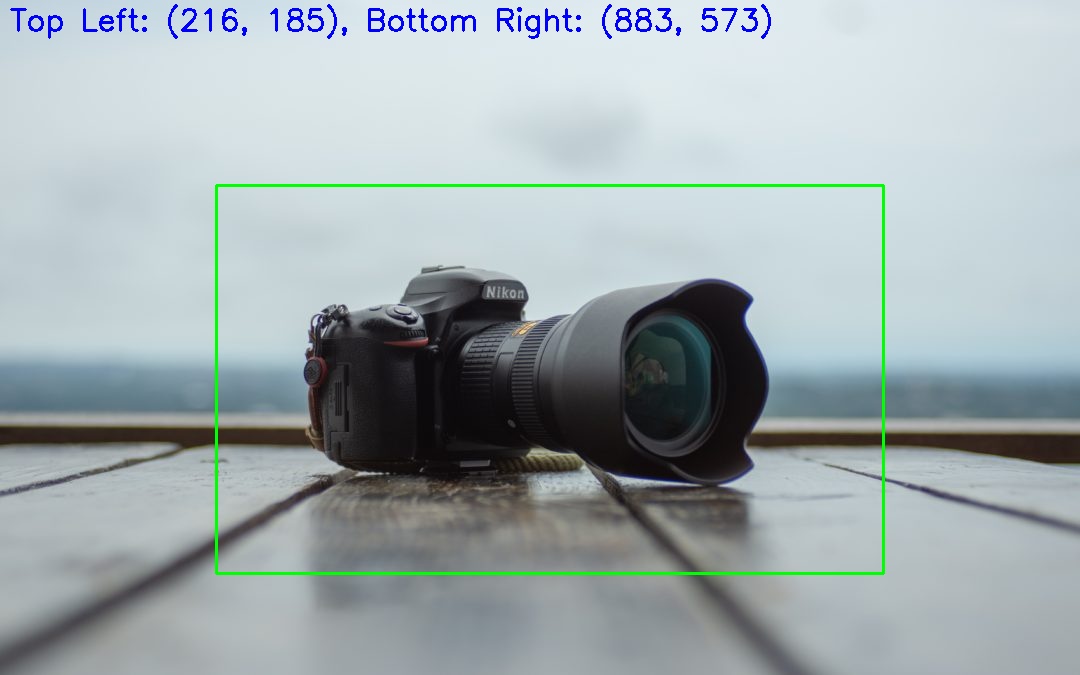 Top Left: (216, 185), Bottom Right: (883, 573)
Nikon